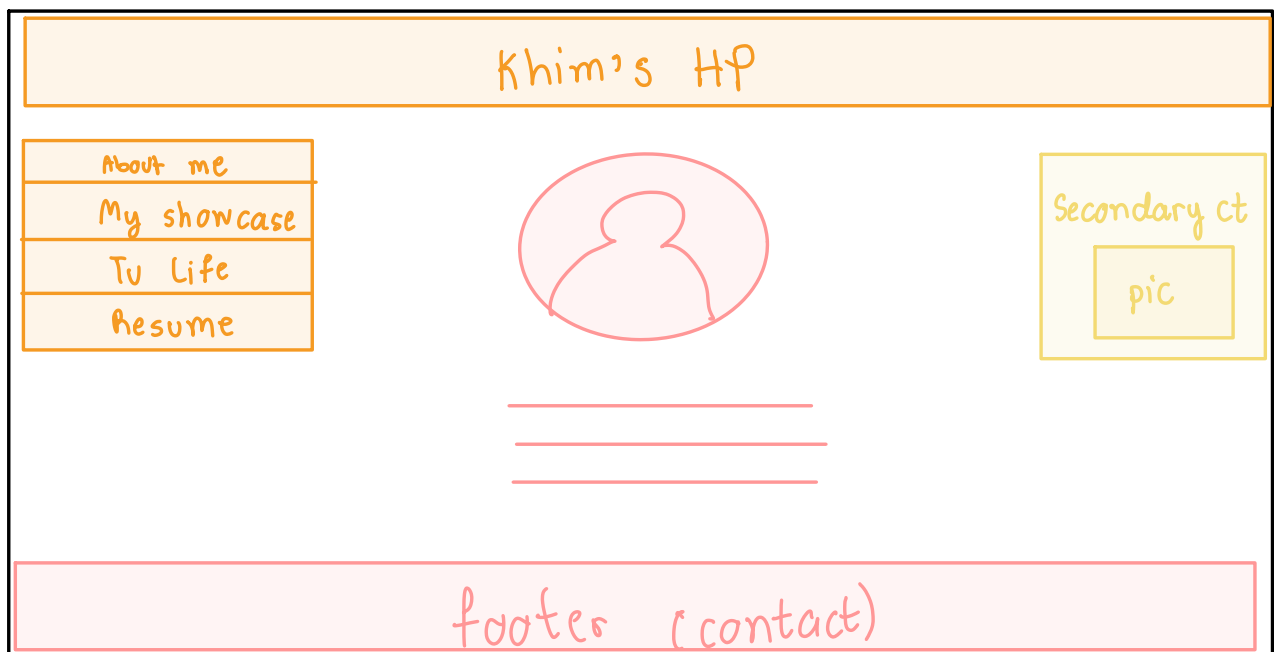 Khim's HP
About me
My showcase
TU Life
Resume
Secondary ct
pic
footer (contact)